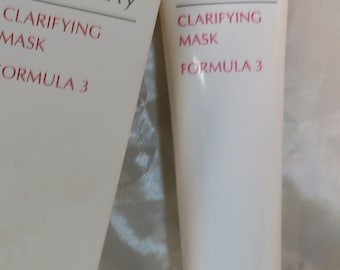 CLARIFYING
MASK
FORMULA 3
CLARIFYING
MASK
FORMULA 3